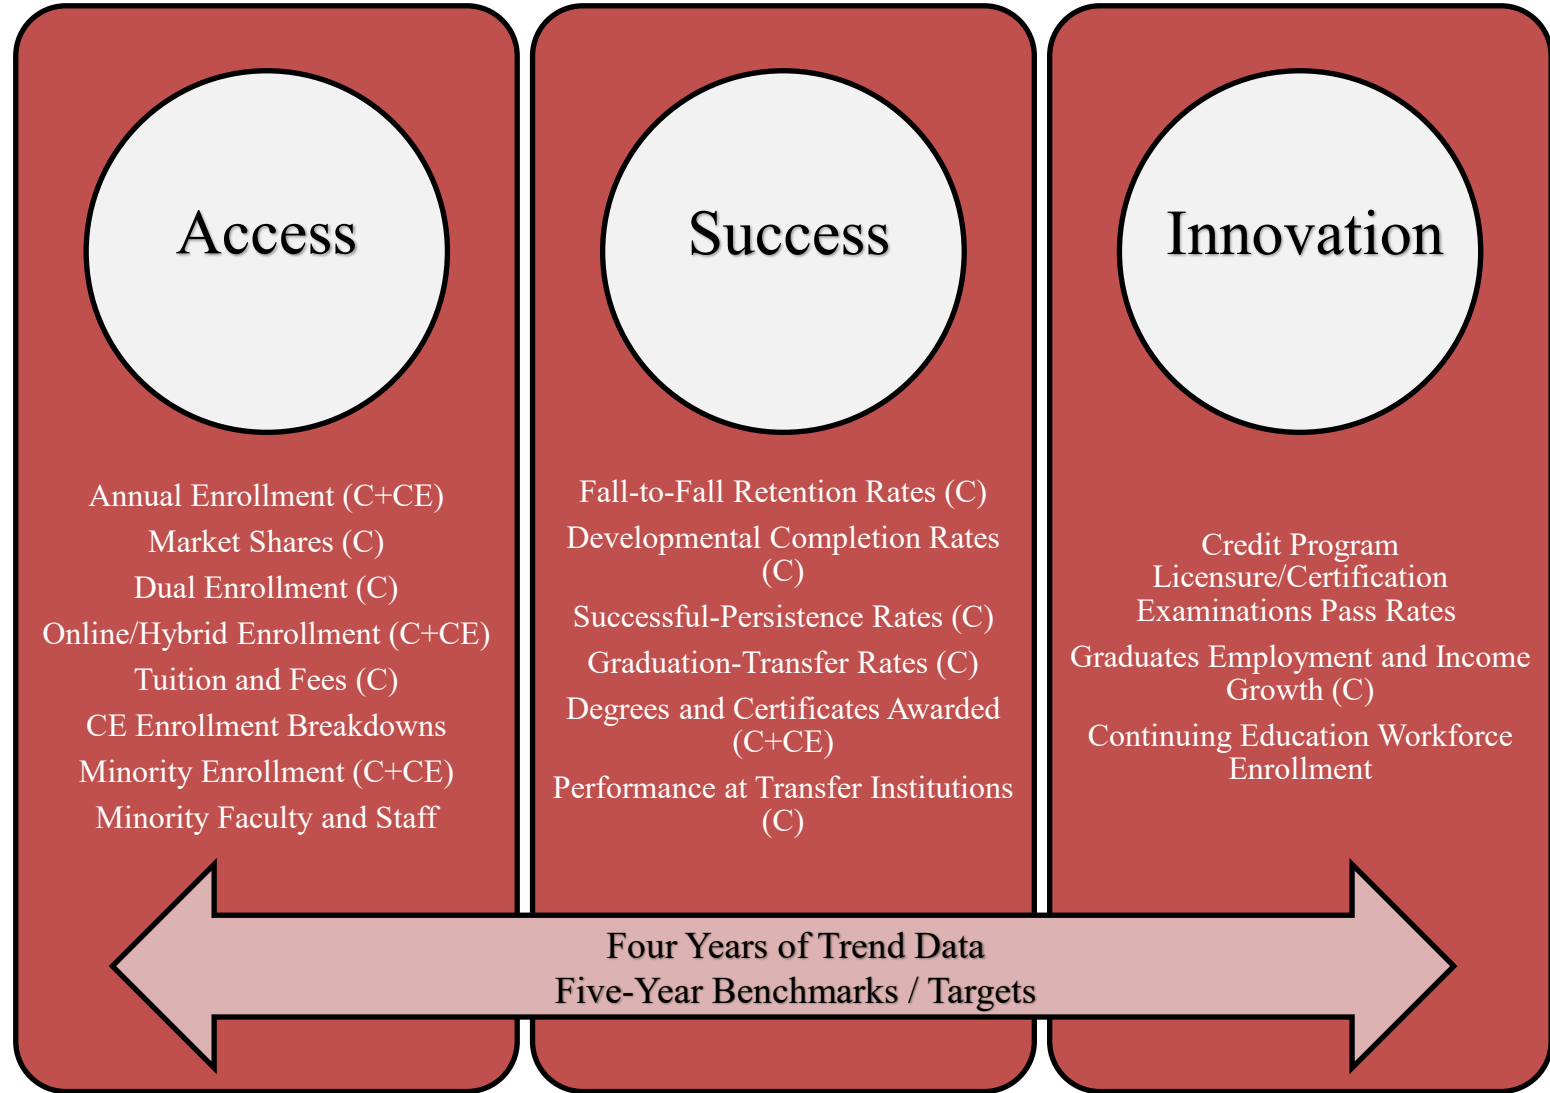 Access
Annual Enrollment (C+CE)
Market Shares (C)
Dual Enrollment (C)
Online/Hybrid Enrollment (C+CE)
Tuition and Fees (C)
CE Enrollment Breakdowns
Minority Enrollment (C+CE)
Minority Faculty and Staff
Success
Fall-to-Fall Retention Rates (C)
Developmental Completion Rates
(C)
Successful-Persistence Rates (C)
Graduation-Transfer Rates (C)
Degrees and Certificates Awarded
(C+CE)
Performance at Transfer Institutions
(C)
Innovation
Credit Program
Licensure/Certification
Examinations Pass Rates
Graduates Employment and Income
Growth (C)
Continuing Education Workforce
Enrollment
Four Years of Trend Data
Five-Year Benchmarks / Targets